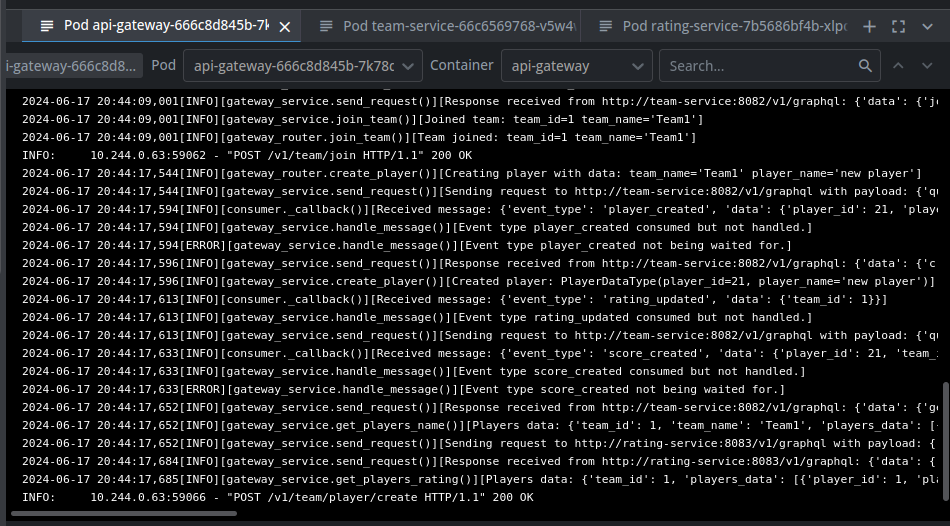 Pod api-gateway-666c8d845b-7k
Pod team-service-66c6569768-v5w4
Pod rating-service-7b5686bf4b-xlp
i-gateway-666c8d8...
Pod
api-gateway-666c8d845b-7k78c
Container
api-gateway
Search...
2024-06-17 20:44:09,001[INFO][gateway_service.send_request()][Response received from http://team-service:8082/v1/graphql: {'data': {'j
2024-06-17 20:44:09,001[INFO][gateway_service.join_team()][Joined team: team_id=1 team_name='Team1']
2024-06-17 20:44:09,001[INFO][gateway_router.join_team()][Team joined: team_id=1 team_name='Team1']
INFO:     10.244.0.63:59062 - "POST /v1/team/join HTTP/1.1" 200 OK
2024-06-17 20:44:17,544[INFO][gateway_router.create_player()][Creating player with data: team_name='Team1' player_name='new player']
2024-06-17 20:44:17,544[INFO][gateway_service.send_request()][Sending request to http://team-service:8082/v1/graphql with payload: {'q
2024-06-17 20:44:17,594[INFO][consumer._callback()][Received message: {'event_type': 'player_created', 'data': {'player_id': 21, 'playe
2024-06-17 20:44:17,594[INFO][gateway_service.handle_message()][Event type player_created consumed but not handled.]
2024-06-17 20:44:17,594[ERROR][gateway_service.handle_message()][Event type player_created not being waited for.]
2024-06-17 20:44:17,596[INFO][gateway_service.send_request()][Response received from http://team-service:8082/v1/graphql: {'data': {'c
2024-06-17 20:44:17,596[INFO][gateway_service.create_player()][Created player: PlayerDataType(player_id=21, player_name='new player')]
2024-06-17 20:44:17,613[INFO][consumer._callback()][Received message: {'event_type': 'rating_updated', 'data': {'team_id': 1}}]
2024-06-17 20:44:17,613[INFO][gateway_service.handle_message()][Event type rating_updated consumed but not handled.]
2024-06-17 20:44:17,613[INFO][gateway_service.send_request()][Sending request to http://team-service:8082/v1/graphql with payload: {'q
2024-06-17 20:44:17,633[INFO][consumer._callback()][Received message: {'event_type': 'score_created', 'data': {'player_id': 21, 'team_
2024-06-17 20:44:17,633[INFO][gateway_service.handle_message()][Event type score_created consumed but not handled.]
2024-06-17 20:44:17,633[ERROR][gateway_service.handle_message()][Event type score_created not being waited for.]
2024-06-17 20:44:17,652[INFO][gateway_service.send_request()][Response received from http://team-service:8082/v1/graphql: {'data': {'g
2024-06-17 20:44:17,652[INFO][gateway_service.get_players_name()][Players data: {'team_id': 1, 'team_name': 'Team1', 'players_data': [
2024-06-17 20:44:17,652[INFO][gateway_service.send_request()][Sending request to http://rating-service:8083/v1/graphql with payload: {
2024-06-17 20:44:17,684[INFO][gateway_service.send_request()][Response received from http://rating-service:8083/v1/graphql: {'data': {
2024-06-17 20:44:17,685[INFO][gateway_service.get_players_rating()][Players data: {'team_id': 1, 'players_data': [{'player_id': 1, 'pl
INFO:     10.244.0.63:59066 - "POST /v1/team/player/create HTTP/1.1" 200 OK